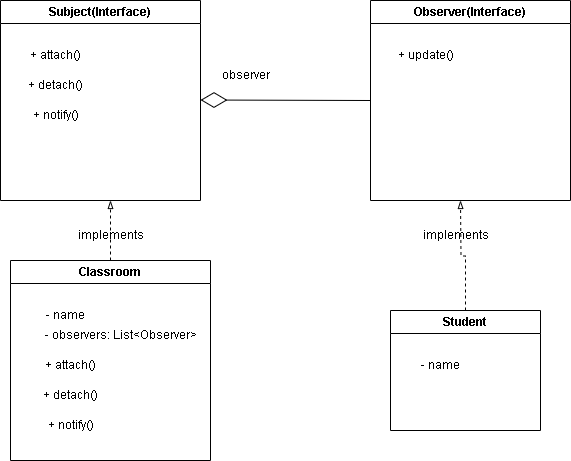 Subject(Interface)
+ attach()
+ detach()
+ notify()
observer
Observer(Interface)
+ update()
implements
implements
Classroom
- name
- observers: List<Observer>
+ attach()
+ detach()
+ notify()
Student
- name